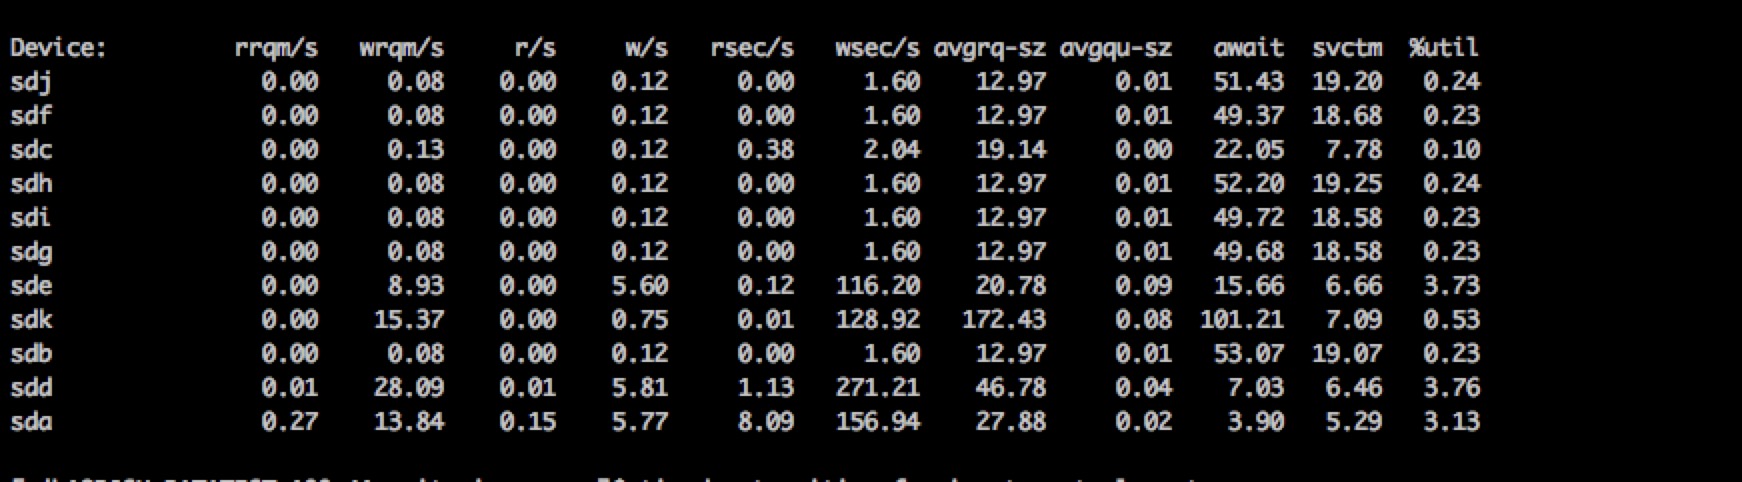 Device: rrqm/s wrqm/s r/s w/s rsec/s wsec/s avgrq-sz avgqu-sz await svctm %util
sdj 0.00 0.08 0.00 0.12 0.00 1.60 12.97 0.01 51.43 19.20 0.24
sdf 0.00 0.08 0.00 0.12 0.00 1.60 12.97 0.01 49.37 18.68 0.23
sdc 0.00 0.13 0.00 0.12 0.38 2.04 19.14 0.00 22.05 7.78 0.10
sdh 0.00 0.08 0.00 0.12 0.00 1.60 12.97 0.01 52.20 19.25 0.24
sdi 0.00 0.08 0.00 0.12 0.00 1.60 12.97 0.01 49.72 18.58 0.23
sdg 0.00 0.08 0.00 0.12 0.00 1.60 12.97 0.01 49.68 18.58 0.23
sde 0.00 8.93 0.00 5.60 0.12 116.20 20.78 0.09 15.66 6.66 3.73
sdk 0.00 15.37 0.00 0.75 0.01 128.92 172.43 0.08 101.21 7.09 0.53
sdb 0.00 0.08 0.00 0.12 0.00 1.60 12.97 0.01 53.07 19.07 0.23
sdd 0.01 28.09 0.01 5.81 1.13 271.21 46.78 0.04 7.03 6.46 3.76
sda 0.27 13.84 0.15 5.77 8.09 156.94 27.88 0.02 3.90 5.29 3.13